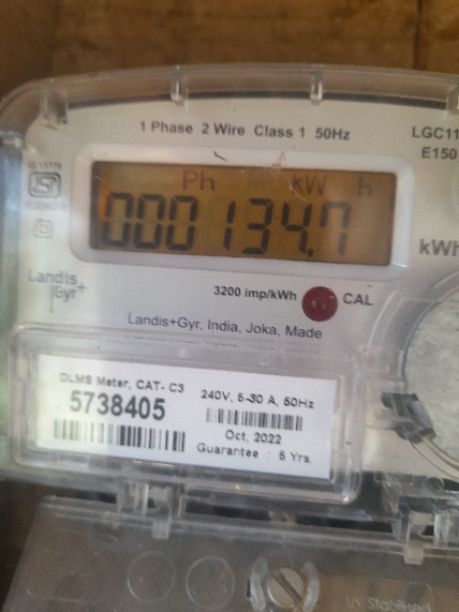 1 Phase 2 Wire Class 1 50Hz
LGC11
E150
Ph kW h
000134.7
kWh
Landis
Gyr+
3200 imp/kWh CAL
Landis+Gyr, India, Joka, Made
DLMS Meter, CAT- C3
5738405
240V, 5-30 A, 50Hz
Oct, 2022
Guarantee : 5 Yrs.
UV Stabilised